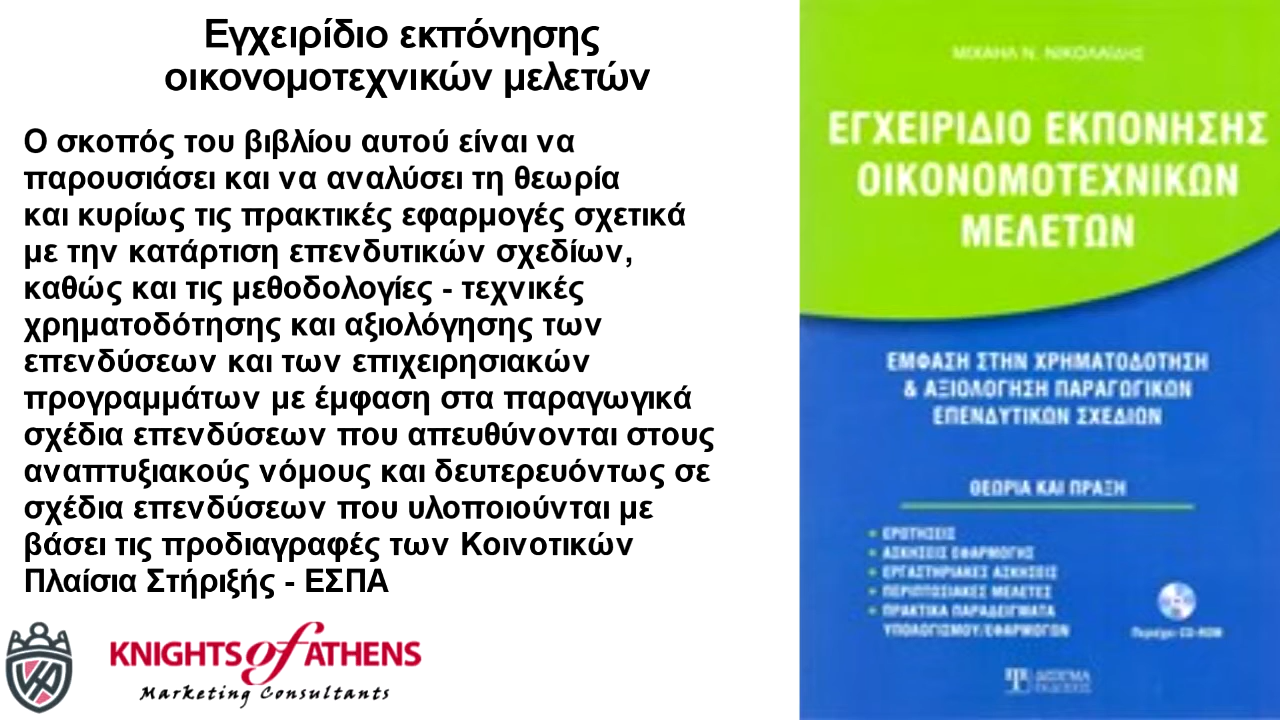 Εγχειρίδιο εκπόνησης
οικονομοτεχνικών μελετών
Ο σκοπός του βιβλίου αυτού είναι να
παρουσιάσει και να αναλύσει τη θεωρία
και κυρίως τις πρακτικές εφαρμογές σχετικά
με την κατάρτιση επενδυτικών σχεδίων,
καθώς και τις μεθοδολογίες - τεχνικές
χρηματοδότησης και αξιολόγησης των
επενδύσεων και των επιχειρησιακών
προγραμμάτων με έμφαση στα παραγωγικά
σχέδια επενδύσεων που απευθύνονται στους
αναπτυξιακούς νόμους και δευτερευόντως σε
σχέδια επενδύσεων που υλοποιούνται με
βάσει τις προδιαγραφές των Κοινοτικών
Πλαίσια Στήριξής - ΕΣΠΑ
KNIGHTS of ATHENS
Marketing Consultants
ΜΙΧΑΗΛ Ν. ΝΙΚΟΛΑΪΔΗΣ
ΕΓΧΕΙΡΙΔΙΟ ΕΚΠΟΝΗΣΗΣ
ΟΙΚΟΝΟΜΟΤΕΧΝΙΚΩΝ
ΜΕΛΕΤΩΝ
ΕΜΦΑΣΗ ΣΤΗΝ ΧΡΗΜΑΤΟΔΟΤΗΣΗ
& ΑΞΙΟΛΟΓΗΣΗ ΠΑΡΑΓΩΓΙΚΩΝ
ΕΠΕΝΔΥΤΙΚΩΝ ΣΧΕΔΙΩΝ
ΘΕΩΡΙΑ ΚΑΙ ΠΡΑΞΗ
• ΕΡΩΤΗΣΕΙΣ
• ΑΣΚΗΣΕΙΣ ΕΦΑΡΜΟΓΗΣ
• ΕΡΓΑΣΤΗΡΙΑΚΕΣ ΑΣΚΗΣΕΙΣ
• ΠΕΡΙΠΤΩΣΙΑΚΕΣ ΜΕΛΕΤΕΣ
• ΠΡΑΚΤΙΚΑ ΠΑΡΑΔΕΙΓΜΑΤΑ
ΥΠΟΛΟΓΙΣΜΟΥ/ΕΦΑΡΜΟΓΩΝ
Περιέχει CD-ROM
ΕΚΔΟΣΕΙΣ